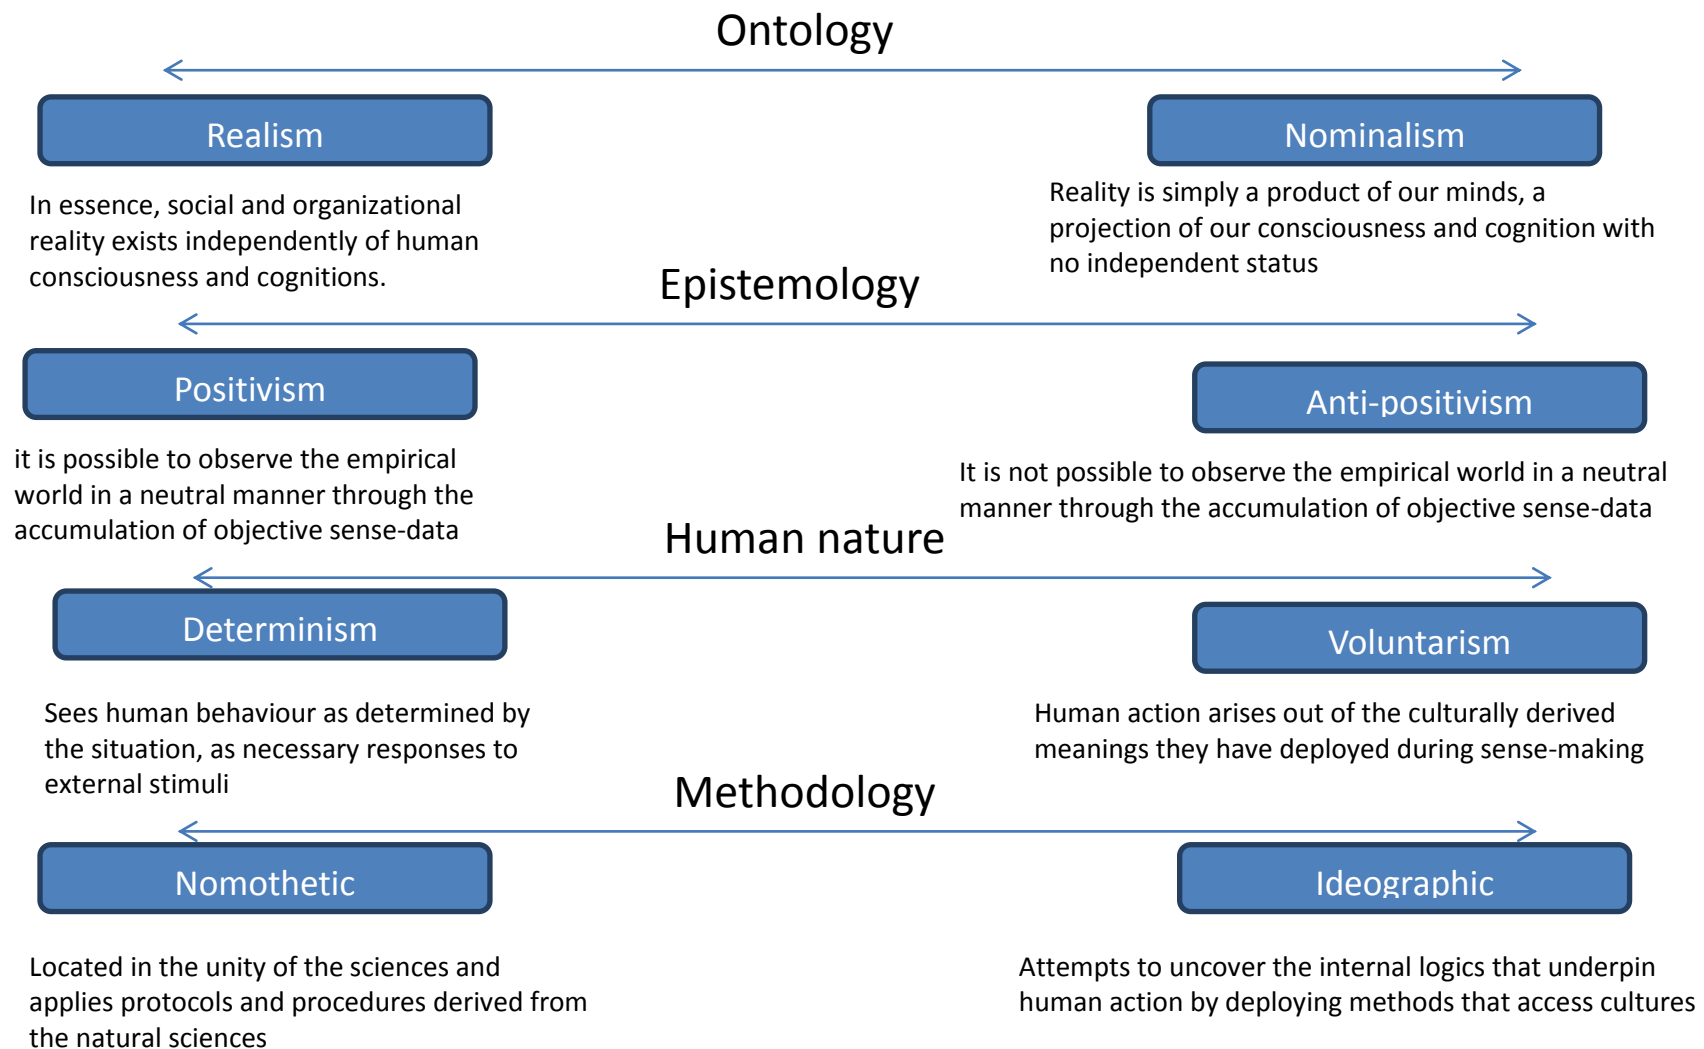 Ontology
Realism
Nominalism
In essence, social and organizational
reality exists independently of human
consciousness and cognitions.
Reality is simply a product of our minds, a
projection of our consciousness and cognition with
no independent status
Epistemology
Positivism
Anti-positivism
it is possible to observe the empirical
world in a neutral manner through the
accumulation of objective sense-data
It is not possible to observe the empirical world in a neutral
manner through the accumulation of objective sense-data
Human nature
Determinism
Voluntarism
Sees human behaviour as determined by
the situation, as necessary responses to
external stimuli
Human action arises out of the culturally derived
meanings they have deployed during sense-making
Methodology
Nomothetic
Ideographic
Located in the unity of the sciences and
applies protocols and procedures derived from
the natural sciences
Attempts to uncover the internal logics that underpin
human action by deploying methods that access cultures